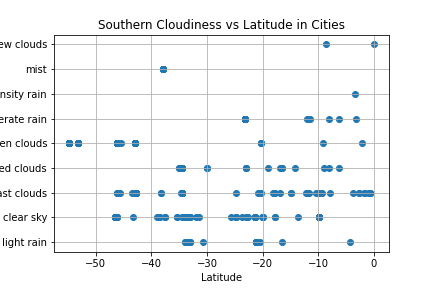 Southern Cloudiness vs Latitude in Cities
ew clouds
mist
nsity rain
erate rain
en clouds
ed clouds
ast clouds
clear sky
light rain
−50
−40
−30
−20
−10
0
Latitude